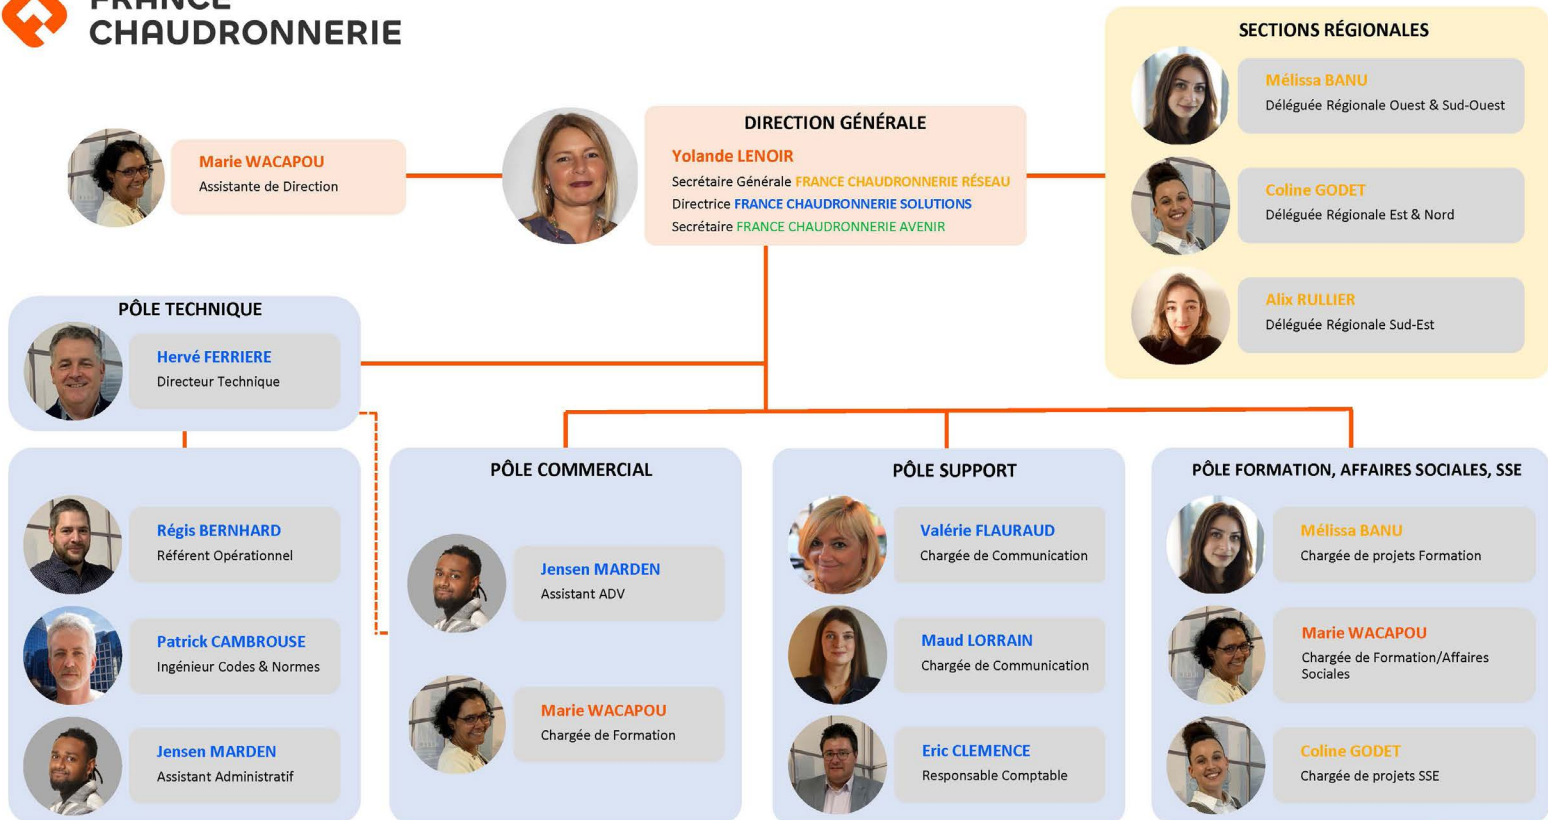 FRANCE
CHAUDRONNERIE
SECTIONS RÉGIONALES
Mélissa BANU
Déléguée Régionale Ouest & Sud-Ouest
Coline GODET
Déléguée Régionale Est & Nord
Alix RULLIER
Déléguée Régionale Sud-Est
Marie WACAPOU
Assistante de Direction
DIRECTION GÉNÉRALE
Yolande LENOIR
Secrétaire Générale FRANCE CHAUDRONNERIE RÉSEAU
Directrice FRANCE CHAUDRONNERIE SOLUTIONS
Secrétaire FRANCE CHAUDRONNERIE AVENIR
PÔLE TECHNIQUE
Hervé FERRIERE
Directeur Technique
Régis BERNHARD
Référent Opérationnel
Patrick CAMBROUSE
Ingénieur Codes & Normes
Jensen MARDEN
Assistant Administratif
PÔLE COMMERCIAL
Jensen MARDEN
Assistant ADV
Marie WACAPOU
Chargée de Formation
PÔLE SUPPORT
Valérie FLAURAUD
Chargée de Communication
Maud LORRAIN
Chargée de Communication
Eric CLEMENCE
Responsable Comptable
PÔLE FORMATION, AFFAIRES SOCIALES, SSE
Mélissa BANU
Chargée de projets Formation
Marie WACAPOU
Chargée de Formation/Affaires
Sociales
Coline GODET
Chargée de projets SSE